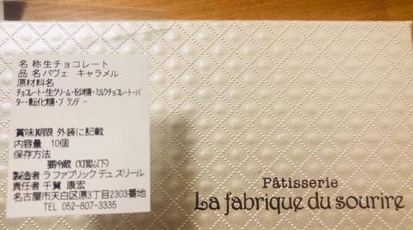 名 称 生チョコレート
品 名 パヴェ キャラメル
原材料名
チョコレート・生クリーム・砂糖・ミルクチョコレート・バ
ター・転化糖・ブランデー
賞味期限 外装に記載
内容量 10個
保存方法
要冷蔵(10度以下)
製造者 ラ ファブリック デュ スリール
責任者 千賀 康宏
名古屋市天白区原3丁目2303番地
TEL 052-807-3335
Pâtisserie
La fabrique du sourire